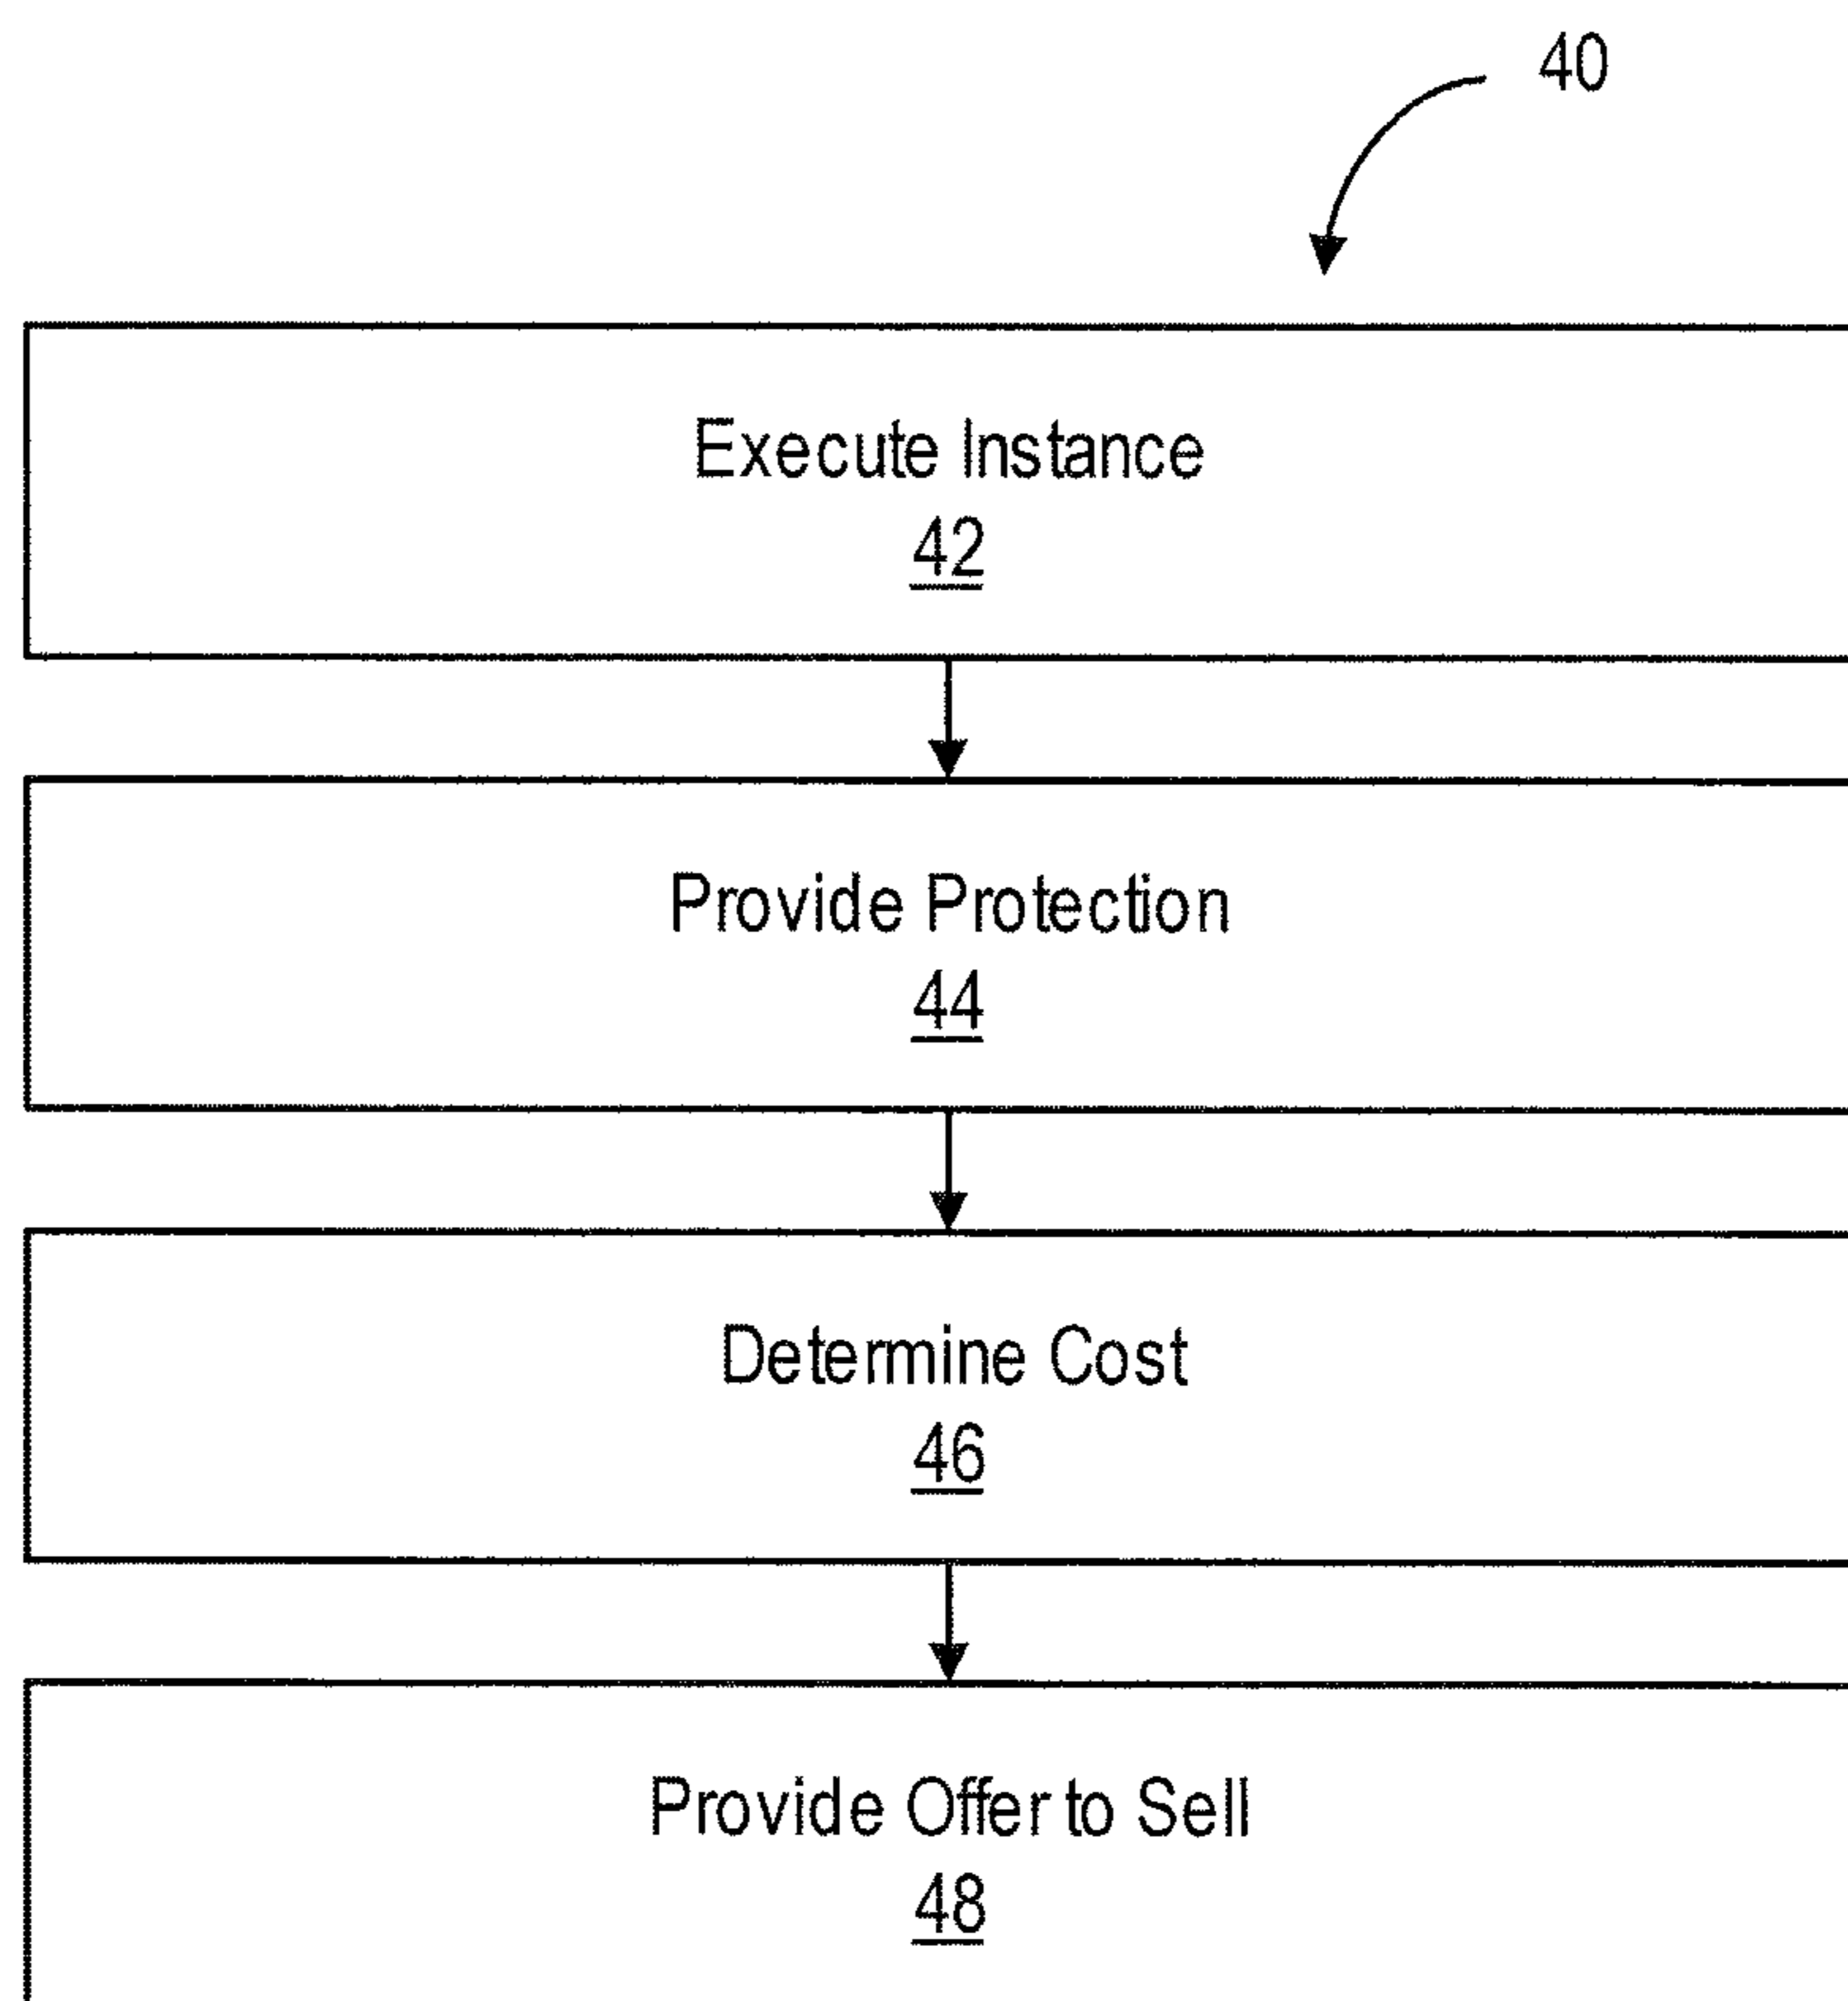 40
Execute Instance
42
Provide Protection
44
Determine Cost
46
Provide Offer to Sell
48